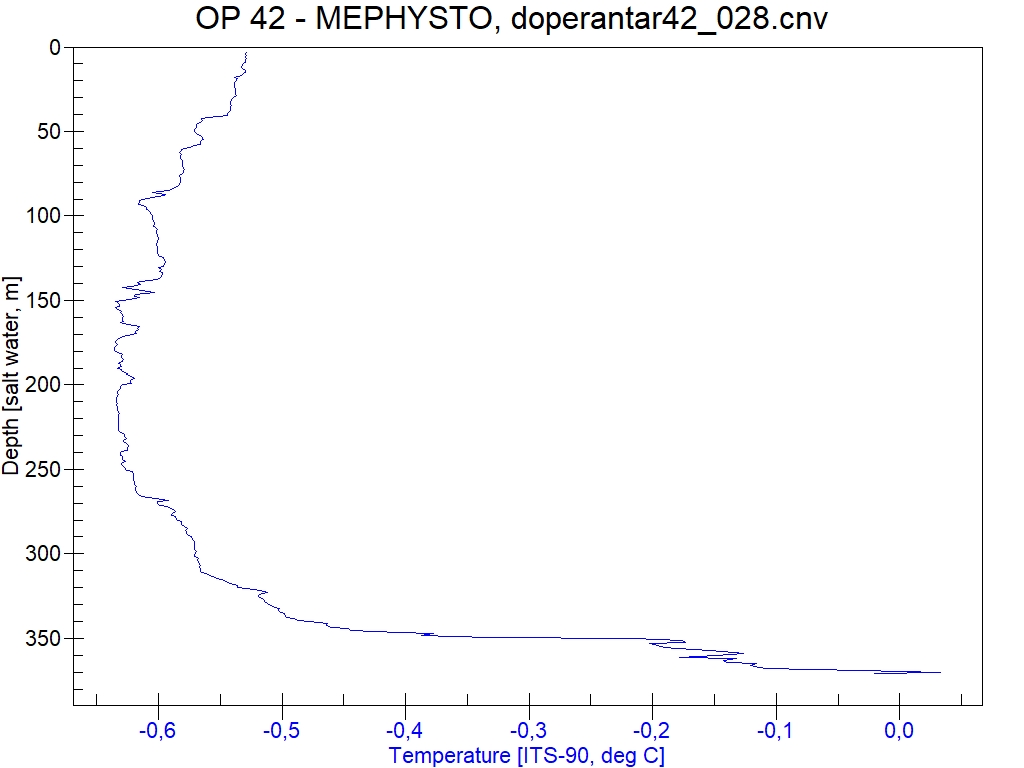 OP 42 - MEPHYSTO, doperantar42_028.cnv
0
50
100
150
200
250
300
350
Depth [salt water, m]
-0,6 -0,5 -0,4 -0,3 -0,2 -0,1 0,0
Temperature [ITS-90, deg C]